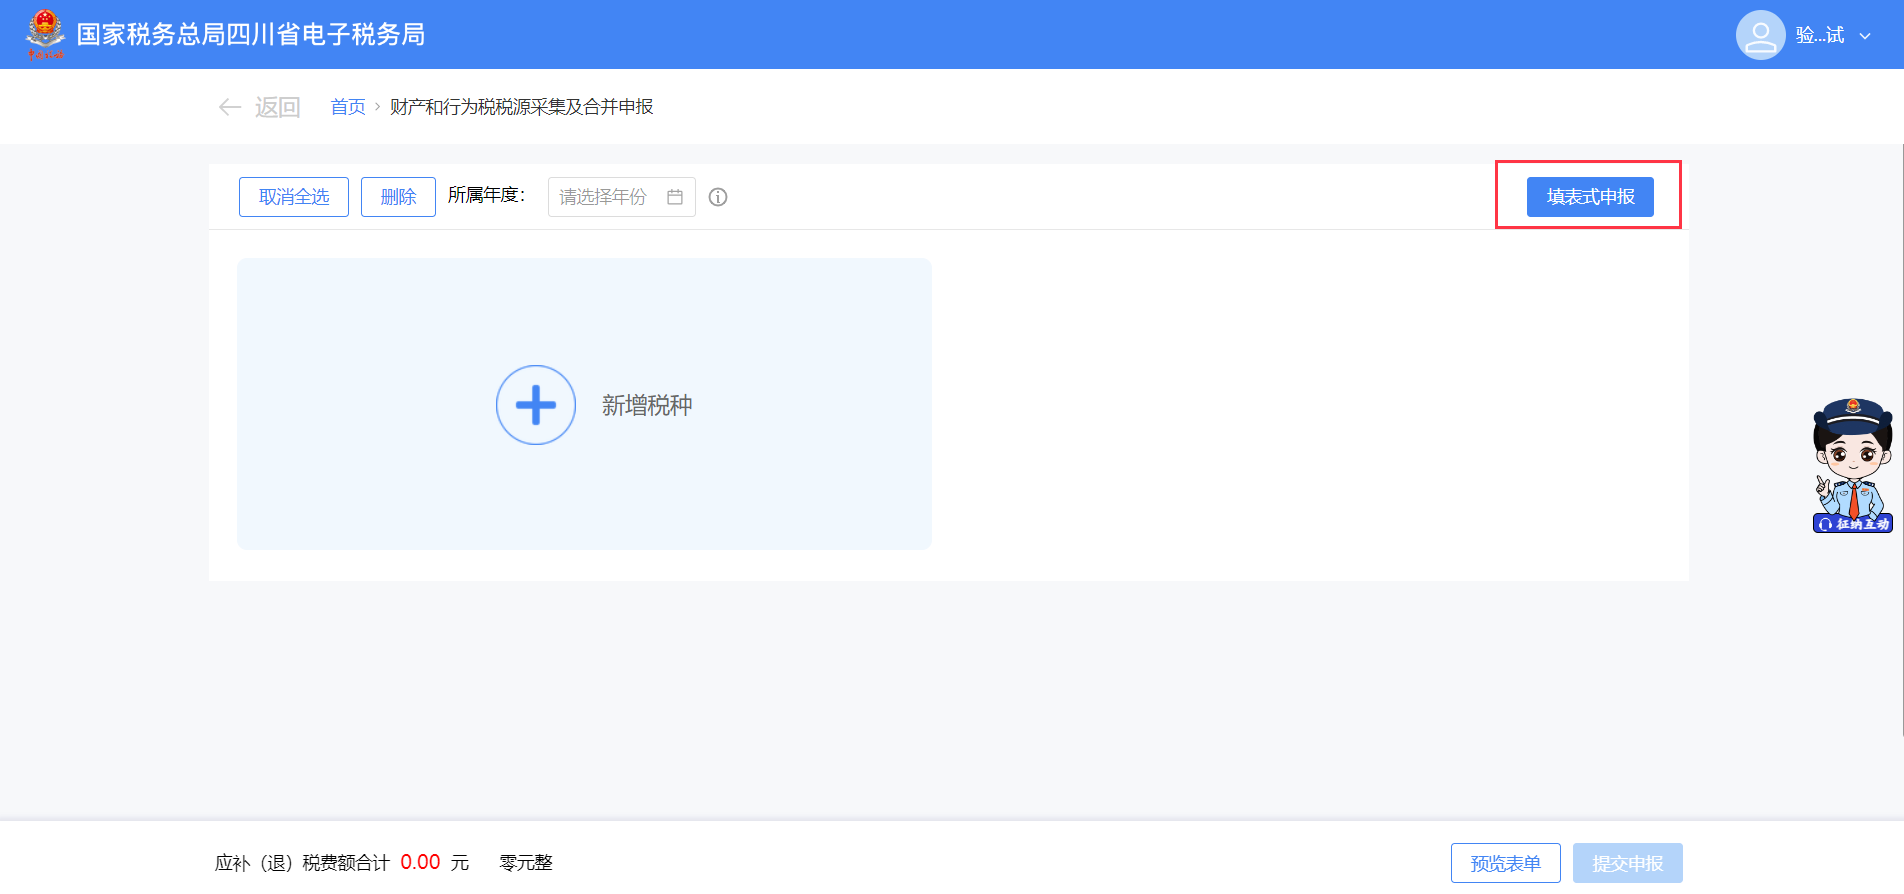 国家税务总局四川省电子税务局
验...试
返回
首页 > 财产和行为税税源采集及合并申报
取消全选 删除 所属年度： 请选择年份
填表式申报
新增税种
征纳互动
应补（退）税费额合计 0.00 元 零元整
预览表单 提交申报